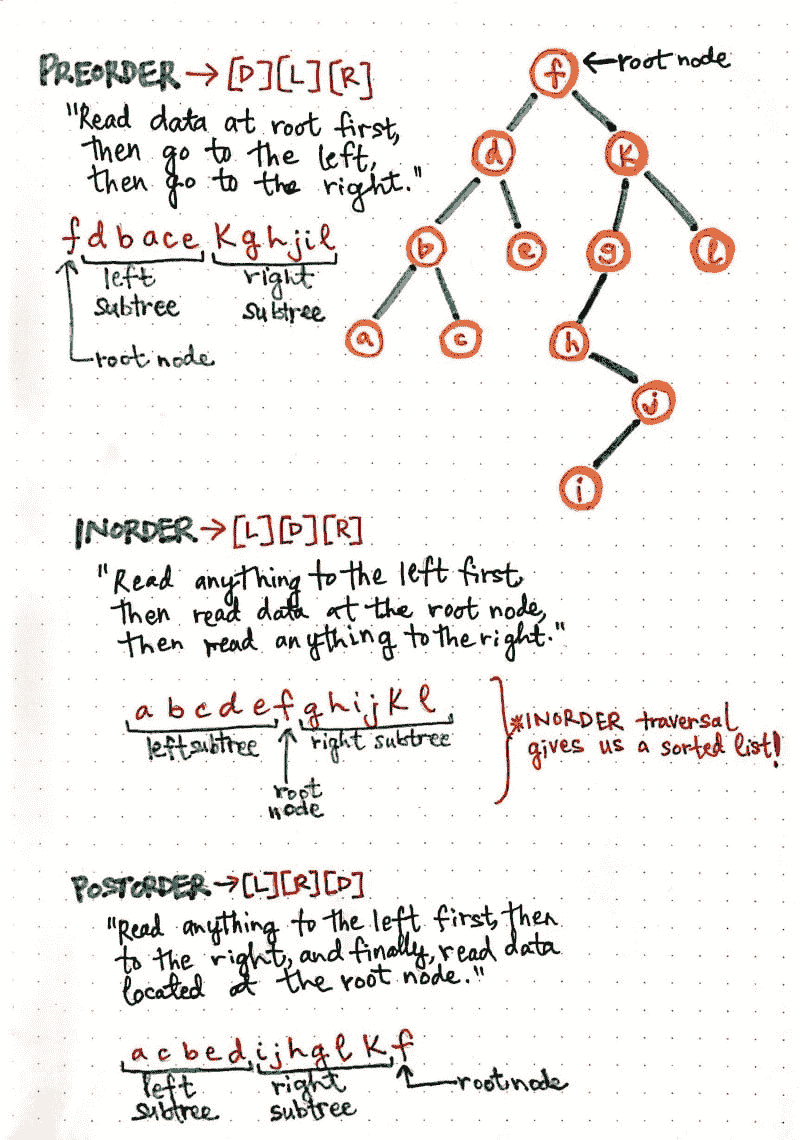 PREORDER → [D][L][R]
"Read data at root first,
then go to the left,
then go to the right."
f d b a c e K g h j i l
left
subtree
right
subtree
root node
f
← root node
d
K
b
e
g
l
a
c
h
j
i
INORDER → [L][D][R]
"Read anything to the left first
then read data at the root node,
then read anything to the right."
a b c d e f g h i j K l
left subtree
right subtree
root
node
*INORDER traversal
gives us a sorted list!
POSTORDER → [L][R][D]
"Read anything to the left first, then
to the right, and finally, read data
located at the root node."
a c b e d i j h g l K f
left
subtree
right
subtree
root node